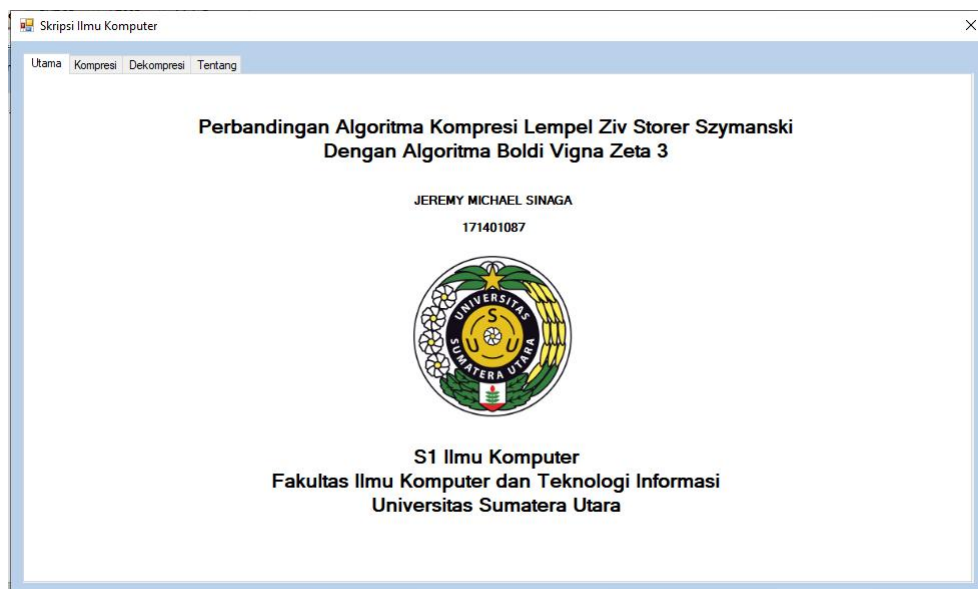 Skripsi Ilmu Komputer
Utama Kompresi Dekompresi Tentang
Perbandingan Algoritma Kompresi Lempel Ziv Storer Szymanski
Dengan Algoritma Boldi Vigna Zeta 3
JEREMY MICHAEL SINAGA
171401087
UNIVERSITAS
S
U U
SUMATERA UTARA
S1 Ilmu Komputer
Fakultas Ilmu Komputer dan Teknologi Informasi
Universitas Sumatera Utara